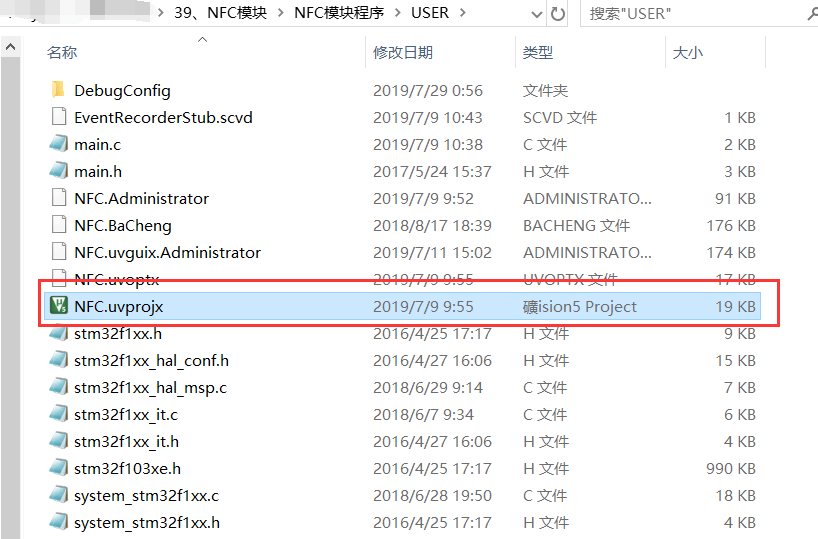 39、NFC模块 › NFC模块程序 › USER ›
搜索"USER"
名称 修改日期 类型 大小
DebugConfig 2019/7/29 0:56 文件夹
EventRecorderStub.scvd 2019/7/9 10:43 SCVD 文件 1 KB
main.c 2019/7/9 10:38 C 文件 2 KB
main.h 2017/5/24 15:37 H 文件 3 KB
NFC.Administrator 2019/7/9 9:52 ADMINISTRATO... 91 KB
NFC.BaCheng 2018/8/17 18:39 BACHENG 文件 176 KB
NFC.uvguix.Administrator 2019/7/11 15:02 ADMINISTRATO... 174 KB
NFC.uvoptx 2019/7/9 9:55 UVOPTX 文件 17 KB
NFC.uvprojx 2019/7/9 9:55 礦ision5 Project 19 KB
stm32f1xx.h 2016/4/25 17:17 H 文件 9 KB
stm32f1xx_hal_conf.h 2016/4/27 16:06 H 文件 15 KB
stm32f1xx_hal_msp.c 2018/6/29 9:14 C 文件 7 KB
stm32f1xx_it.c 2018/6/7 9:34 C 文件 6 KB
stm32f1xx_it.h 2016/4/27 16:06 H 文件 4 KB
stm32f103xe.h 2016/4/25 17:17 H 文件 990 KB
system_stm32f1xx.c 2018/6/28 19:50 C 文件 18 KB
system_stm32f1xx.h 2016/4/25 17:17 H 文件 4 KB